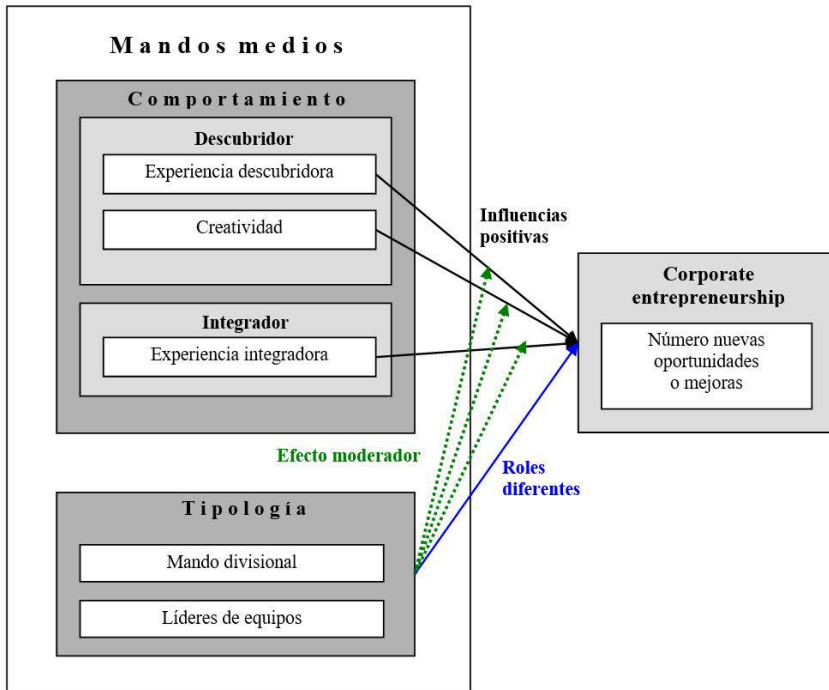 Mandos medios
Comportamiento
Descubridor
Experiencia descubridora
Creatividad
Integrador
Experiencia integradora
Influencias
positivas
Corporate
entrepreneurship
Número nuevas
oportunidades
o mejoras
Efecto moderador
Roles
diferentes
Tipología
Mando divisional
Líderes de equipos